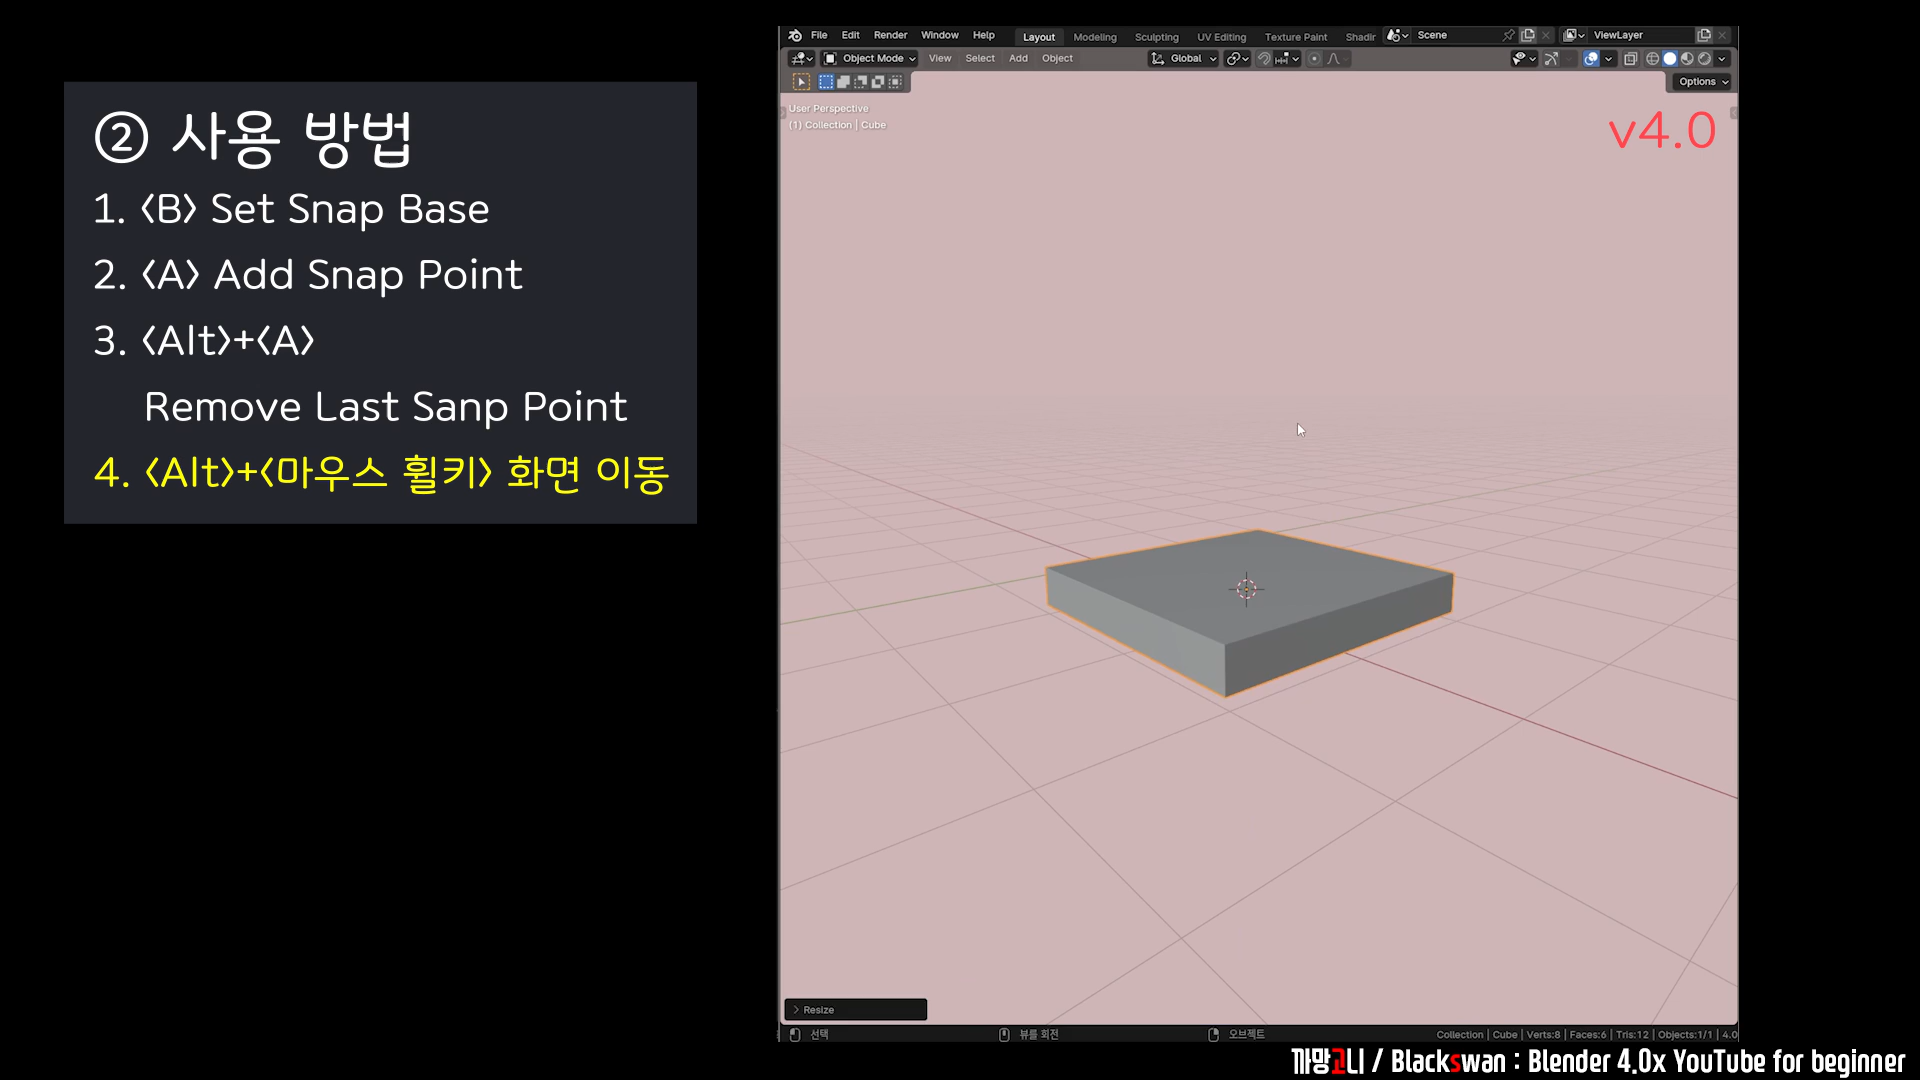 ② 사용 방법
1. <B> Set Snap Base
2. <A> Add Snap Point
3. <Alt>+<A>
Remove Last Sanp Point
4. <Alt>+<마우스 휠키> 화면 이동
File Edit Render Window Help Layout Modeling Sculpting UV Editing Texture Paint Shadir Scene ViewLayer
Object Mode View Select Add Object Global
Options
User Perspective
(1) Collection | Cube
v4.0
Resize
선택 뷰를 회전 오브젝트 Collection | Cube | Verts:8 | Faces:6 | Tris:12 | Objects:1/1 | 4.0
까망고니 / Blackswan : Blender 4.0x YouTube for beginner